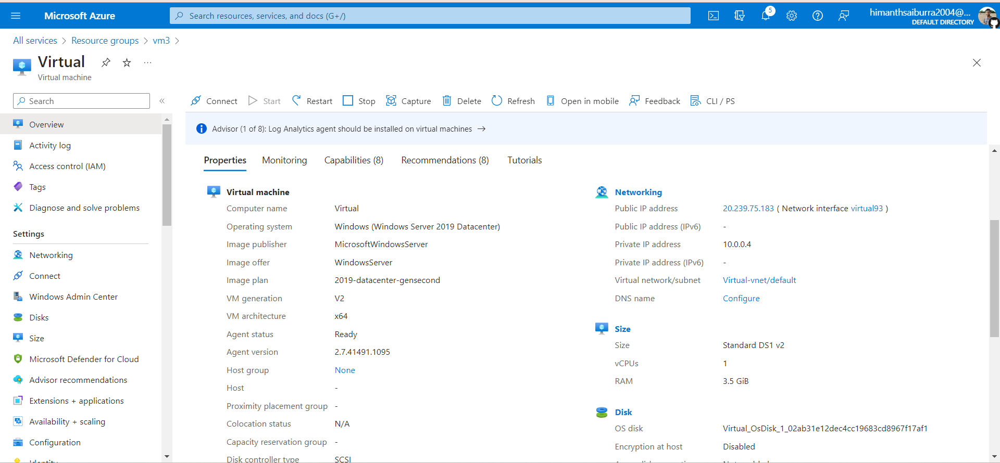 Microsoft Azure
Search resources, services, and docs (G+/)
5
himanthsaiburra2004@...
DEFAULT DIRECTORY
All services > Resource groups > vm3 >
Virtual
...
Virtual machine
Search
«
Connect Start Restart Stop Capture Delete Refresh Open in mobile Feedback CLI / PS
Overview
Activity log
Access control (IAM)
Tags
Diagnose and solve problems
Settings
Networking
Connect
Windows Admin Center
Disks
Size
Microsoft Defender for Cloud
Advisor recommendations
Extensions + applications
Availability + scaling
Configuration
Advisor (1 of 8): Log Analytics agent should be installed on virtual machines →
Properties Monitoring Capabilities (8) Recommendations (8) Tutorials
Virtual machine
Computer name Virtual
Operating system Windows (Windows Server 2019 Datacenter)
Image publisher MicrosoftWindowsServer
Image offer WindowsServer
Image plan 2019-datacenter-gensecond
VM generation V2
VM architecture x64
Agent status Ready
Agent version 2.7.41491.1095
Host group None
Host -
Proximity placement group -
Colocation status N/A
Capacity reservation group -
Disk controller type SCSI
Networking
Public IP address 20.239.75.183 ( Network interface virtual93 )
Public IP address (IPv6) -
Private IP address 10.0.0.4
Private IP address (IPv6) -
Virtual network/subnet Virtual-vnet/default
DNS name Configure
Size
Size Standard DS1 v2
vCPUs 1
RAM 3.5 GiB
Disk
OS disk Virtual_OsDisk_1_02ab31e12dec4cc19683cd8967f17af1
Encryption at host Disabled